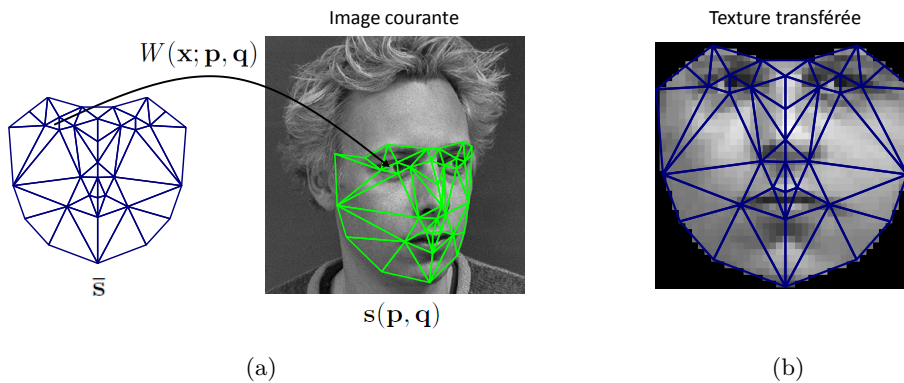 Image courante
Texture transférée
W(x; p, q)
s̄
s(p, q)
(a)
(b)